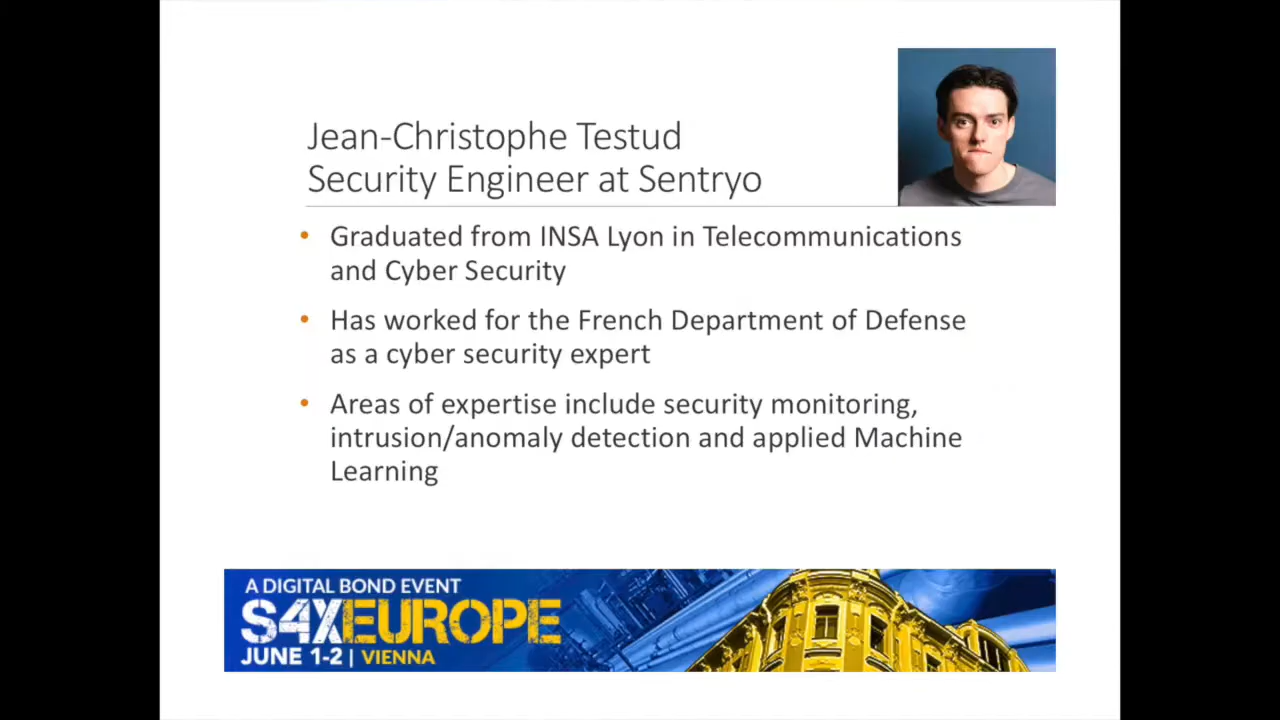 Jean-Christophe Testud
Security Engineer at Sentryo
• Graduated from INSA Lyon in Telecommunications
and Cyber Security
• Has worked for the French Department of Defense
as a cyber security expert
• Areas of expertise include security monitoring,
intrusion/anomaly detection and applied Machine
Learning
A DIGITAL BOND EVENT
S4XEUROPE
JUNE 1-2 | VIENNA